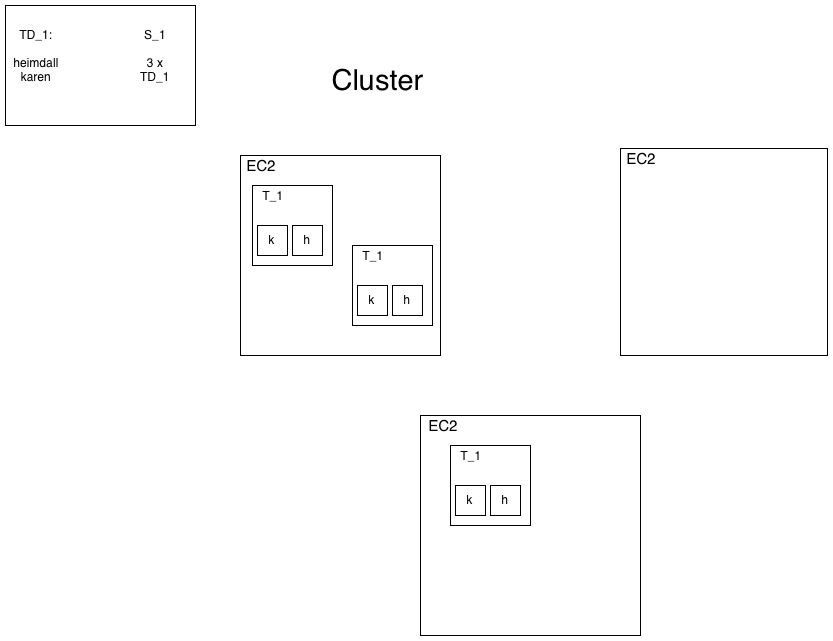 TD_1:
S_1
heimdall
karen
3 x
TD_1
Cluster
EC2
T_1
k
h
T_1
k
h
EC2
EC2
T_1
k
h